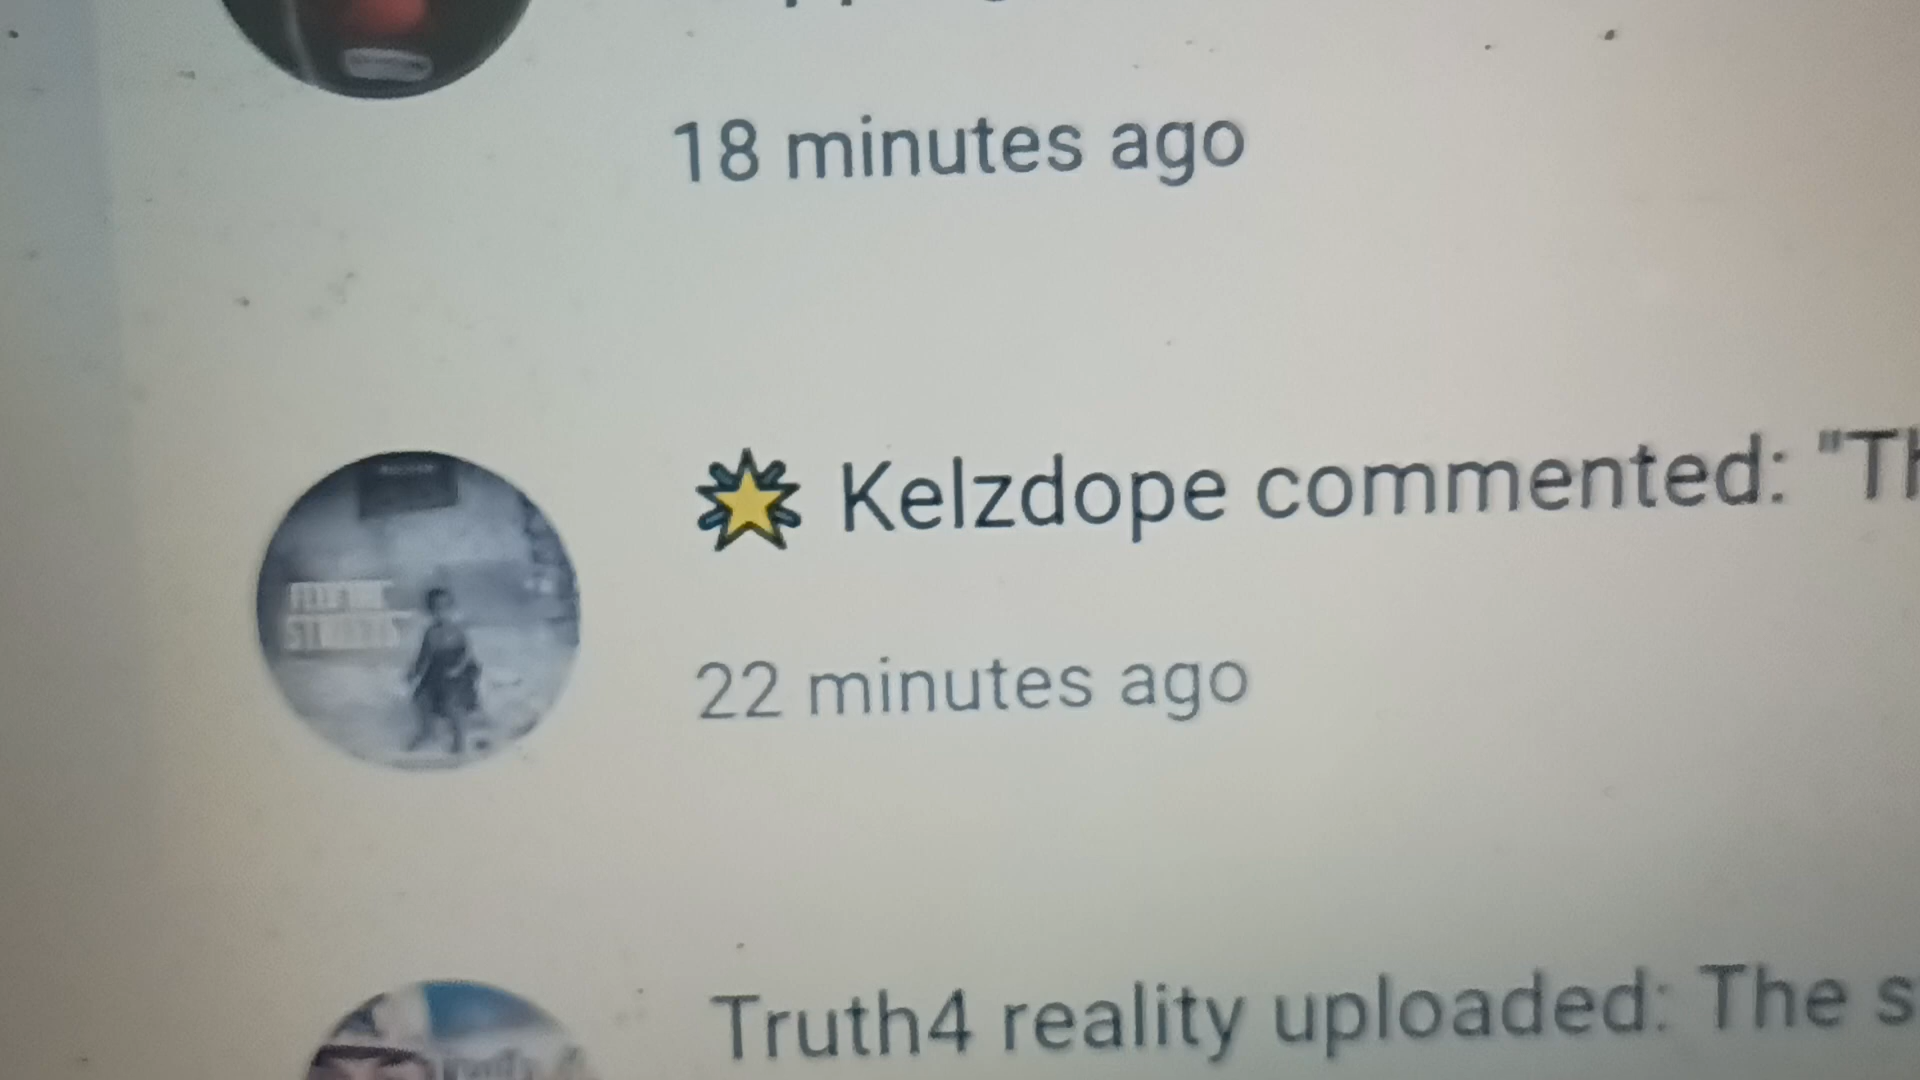 18 minutes ago
🌟 Kelzdope commented: "Th
22 minutes ago
Truth4 reality uploaded: The s